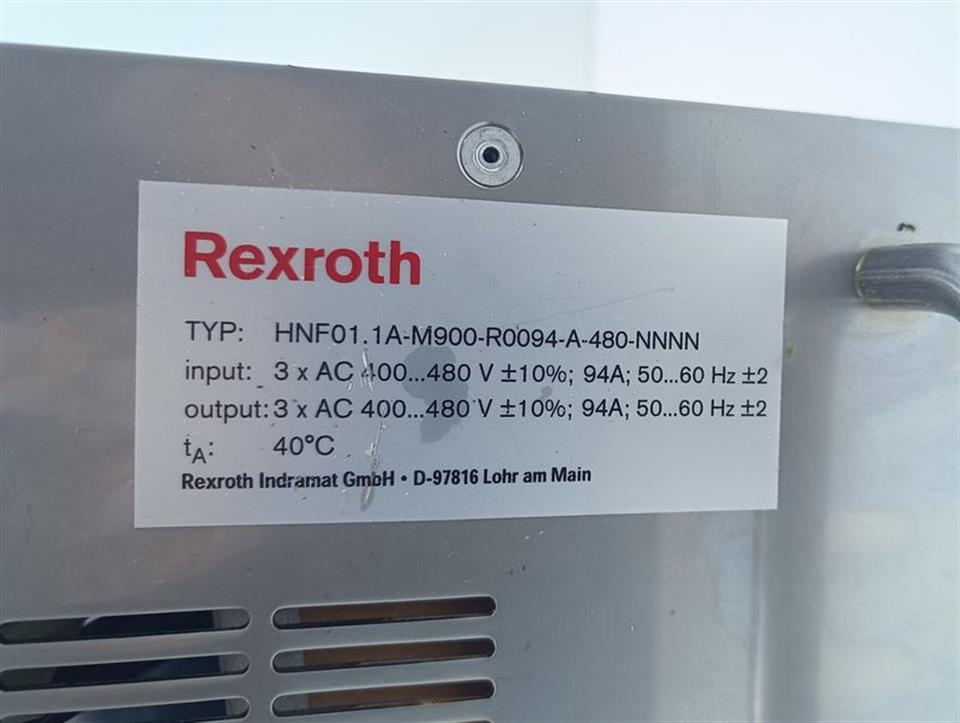 Rexroth
TYP: HNF01.1A-M900-R0094-A-480-NNNN
input: 3 x AC 400...480 V ±10%; 94A; 50...60 Hz ±2
output: 3 x AC 400...480 V ±10%; 94A; 50...60 Hz ±2
tA: 40°C
Rexroth Indramat GmbH • D-97816 Lohr am Main